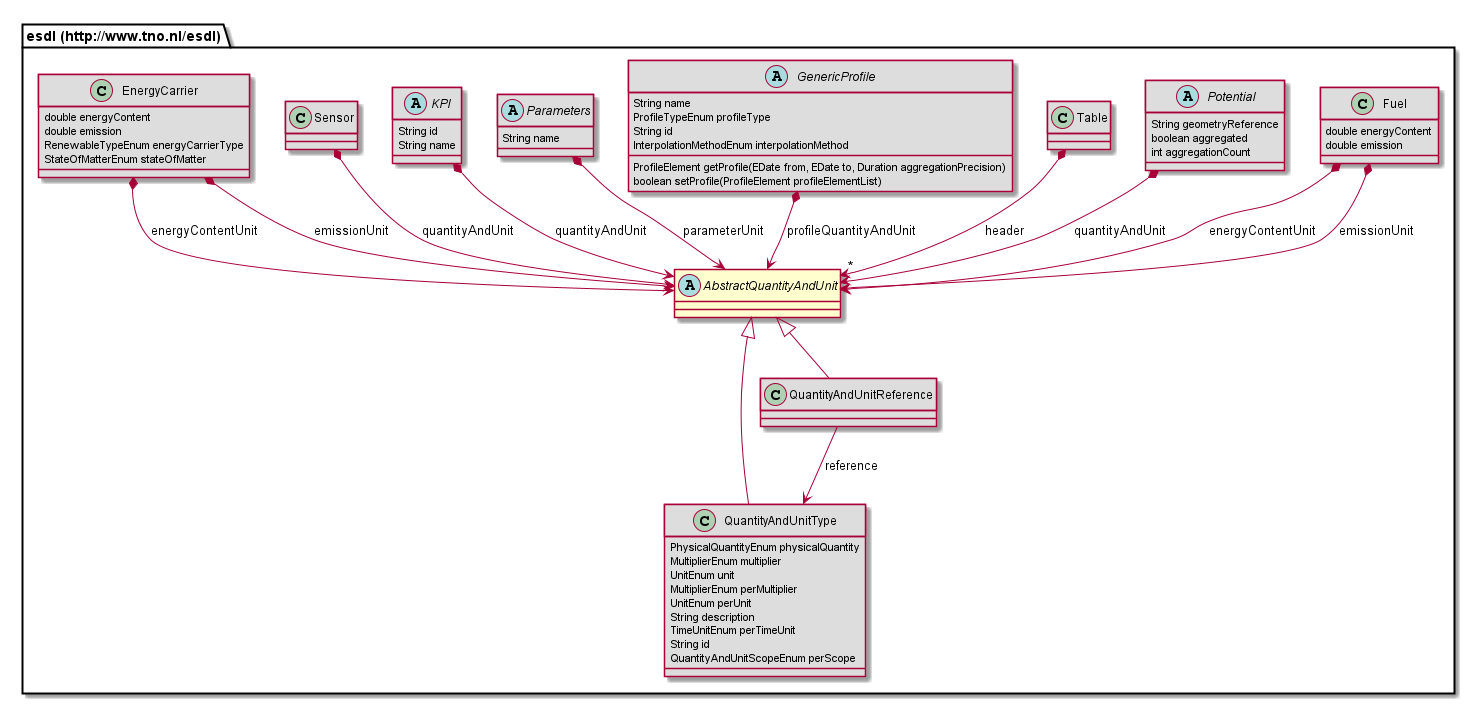 esdl (http://www.tno.nl/esdl)
C EnergyCarrier
double energyContent
double emission
RenewableTypeEnum energyCarrierType
StateOfMatterEnum stateOfMatter
C Sensor
A KPI
String id
String name
A Parameters
String name
A GenericProfile
String name
ProfileTypeEnum profileType
String id
InterpolationMethodEnum interpolationMethod
ProfileElement getProfile(EDate from, EDate to, Duration aggregationPrecision)
boolean setProfile(ProfileElement profileElementList)
C Table
A Potential
String geometryReference
boolean aggregated
int aggregationCount
C Fuel
double energyContent
double emission
energyContentUnit
emissionUnit
quantityAndUnit
quantityAndUnit
parameterUnit
profileQuantityAndUnit
header
quantityAndUnit
energyContentUnit
emissionUnit
*
A AbstractQuantityAndUnit
C QuantityAndUnitReference
reference
C QuantityAndUnitType
PhysicalQuantityEnum physicalQuantity
MultiplierEnum multiplier
UnitEnum unit
MultiplierEnum perMultiplier
UnitEnum perUnit
String description
TimeUnitEnum perTimeUnit
String id
QuantityAndUnitScopeEnum perScope